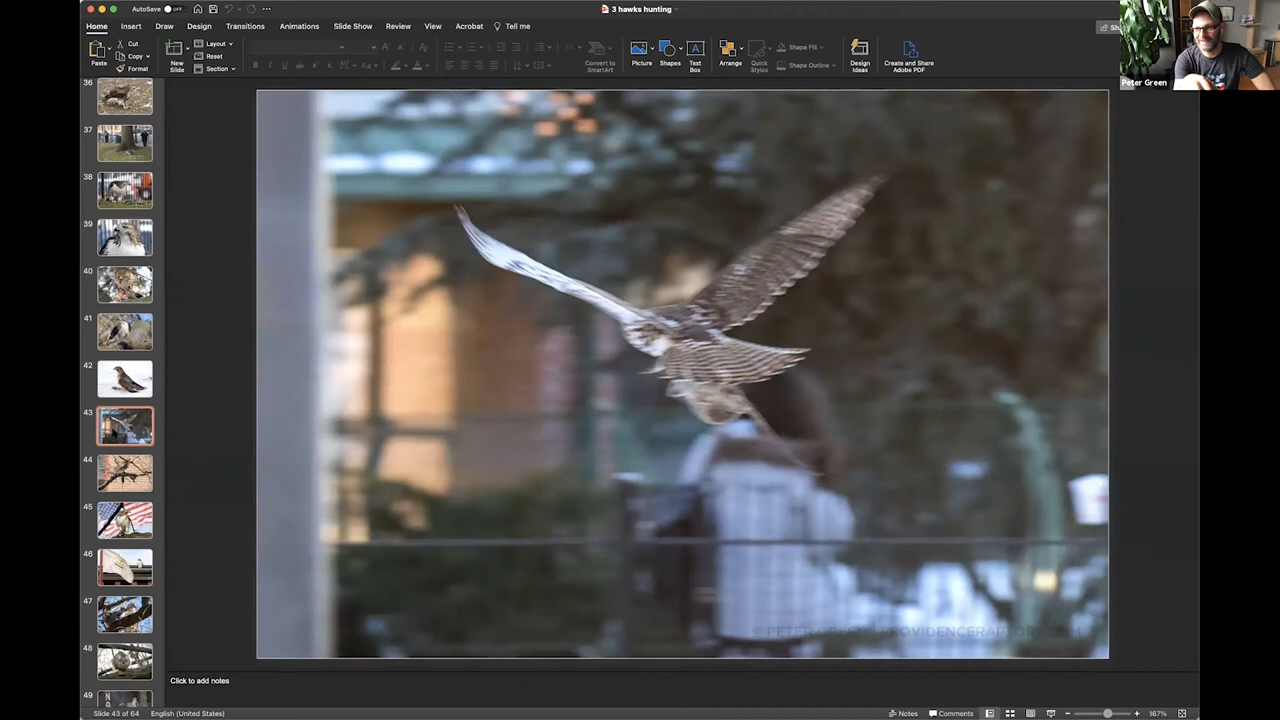 AutoSave OFF
3 hawks hunting
Home Insert Draw Design Transitions Animations Slide Show Review View Acrobat Tell me
Paste
Cut
Copy
Format
New Slide
Layout
Reset
Section
Convert to SmartArt
Picture
Shapes
Text Box
Arrange
Quick Styles
Shape Fill
Shape Outline
Design Ideas
Create and Share Adobe PDF
Peter Green
36
37
38
39
40
41
42
43
44
45
46
47
48
49
© PETER GREEN
Click to add notes
Slide 43 of 64 English (United States) Notes Comments 167%